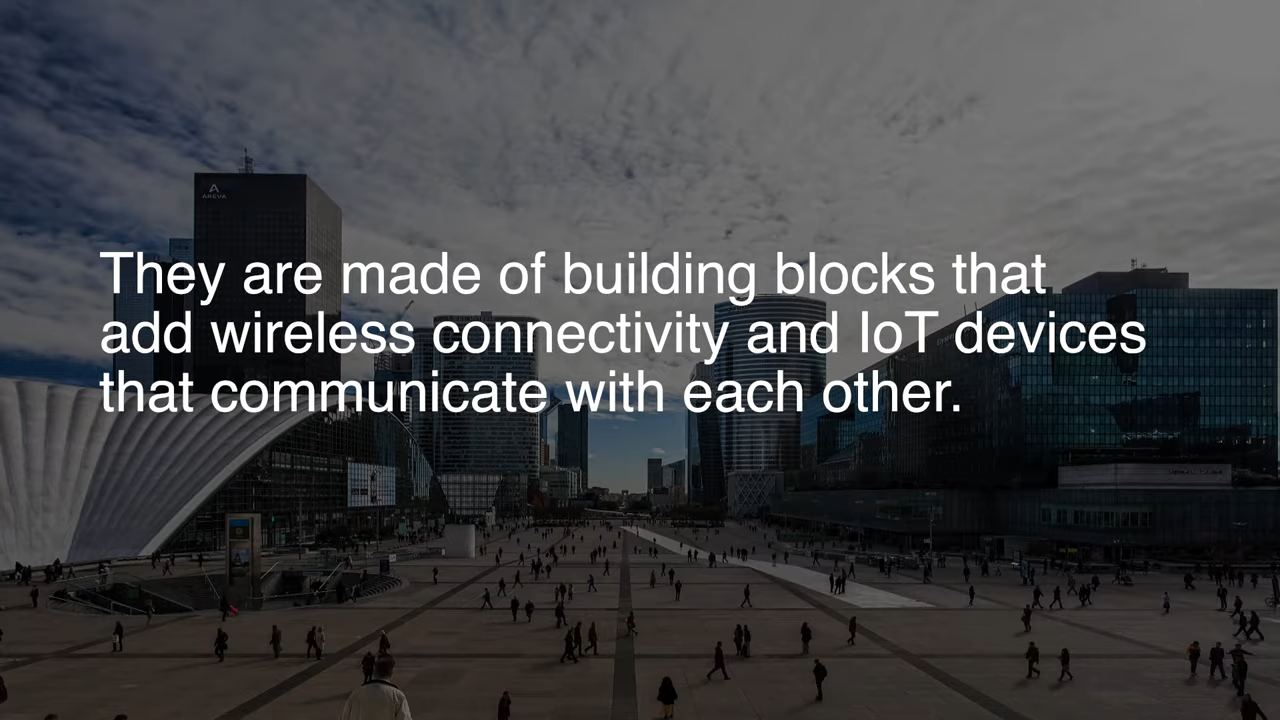 AREVA
They are made of building blocks that
add wireless connectivity and IoT devices
that communicate with each other.